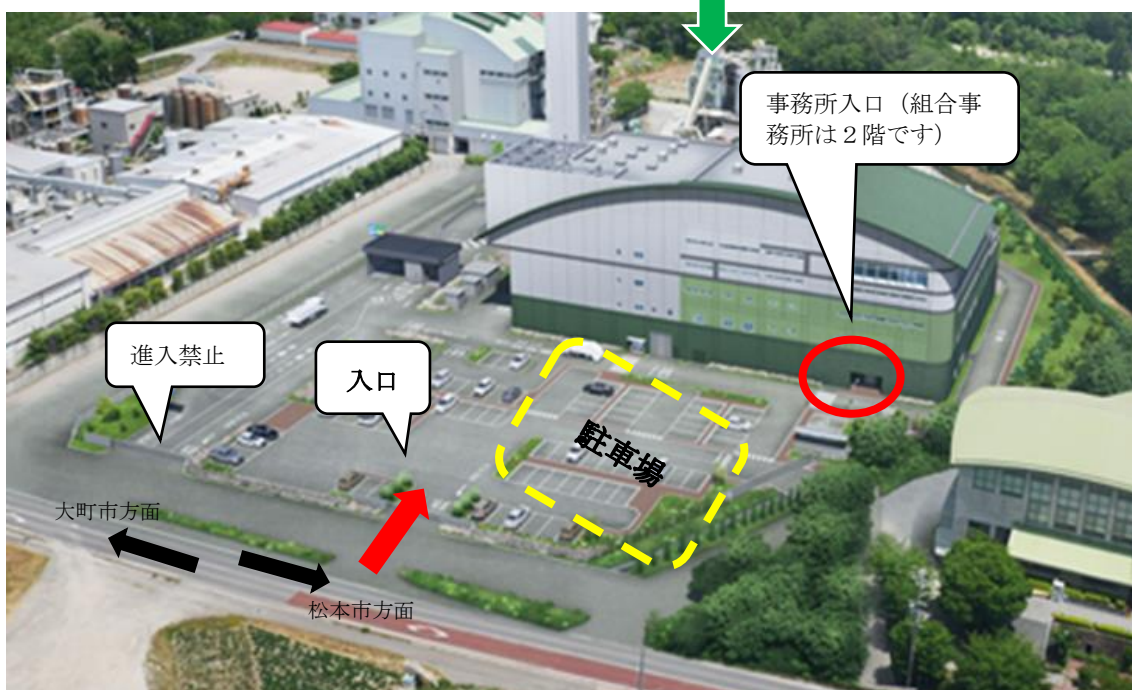 事務所入口（組合事
務所は２階です）
進入禁止
入口
駐車場
大町市方面
松本市方面